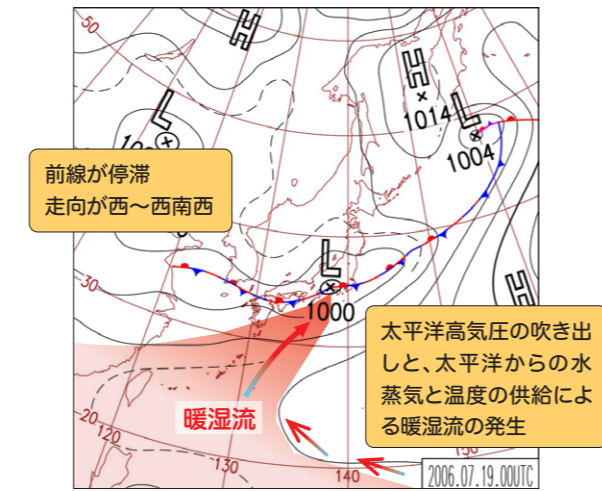 50
H
H
1014
L
1004
L
前線が停滞
走向が西～西南西
30
L
1000
H
太平洋高気圧の吹き出
しと、太平洋からの水
蒸気と温度の供給によ
る暖湿流の発生
暖湿流
20
120
130
140
2006.07.19.00UTC